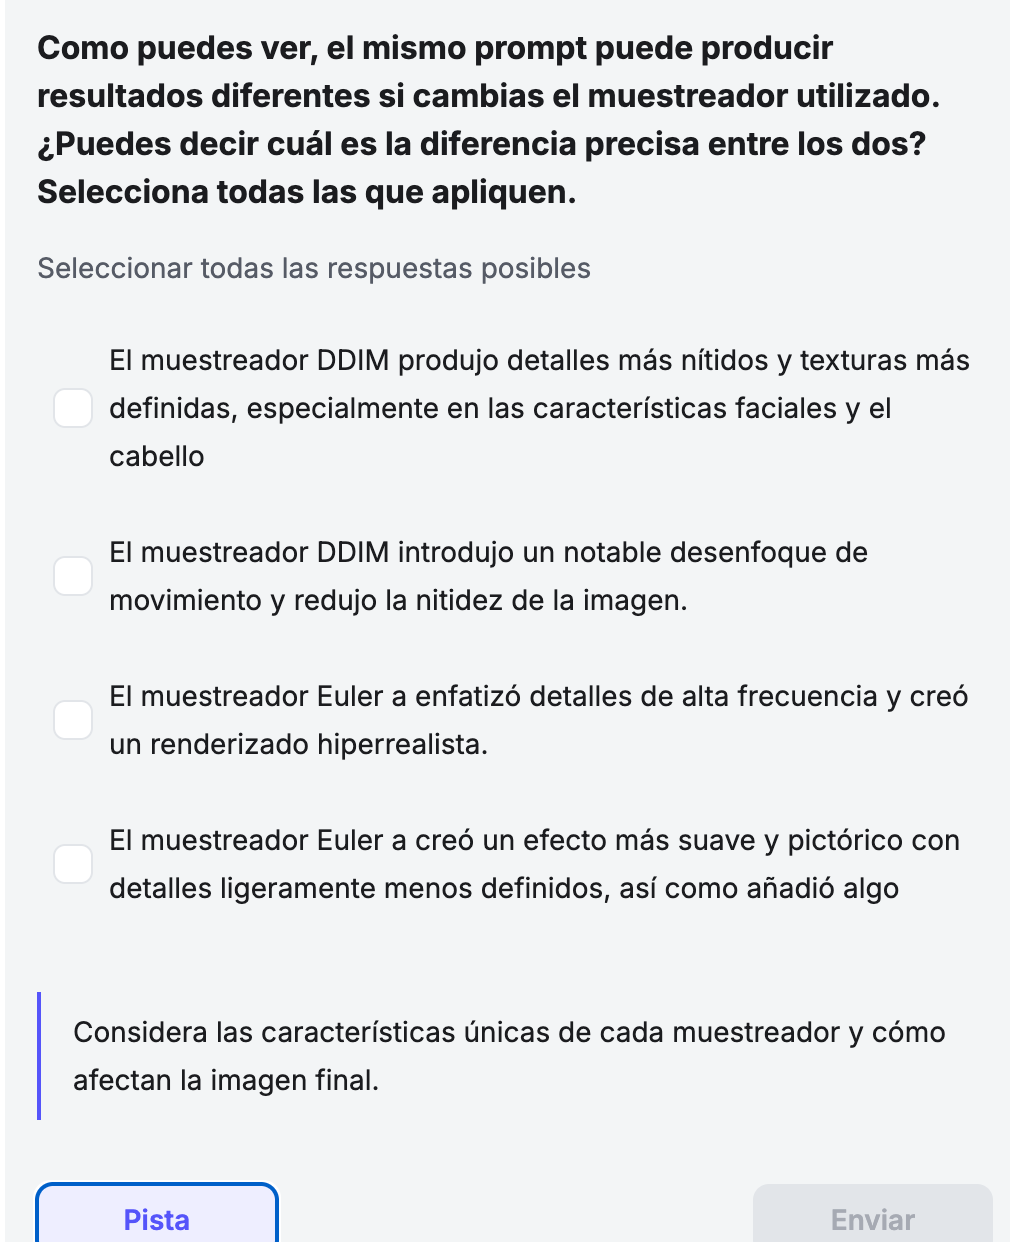 Como puedes ver, el mismo prompt puede producir
resultados diferentes si cambias el muestreador utilizado.
¿Puedes decir cuál es la diferencia precisa entre los dos?
Selecciona todas las que apliquen.
Seleccionar todas las respuestas posibles
El muestreador DDIM produjo detalles más nítidos y texturas más
definidas, especialmente en las características faciales y el
cabello
El muestreador DDIM introdujo un notable desenfoque de
movimiento y redujo la nitidez de la imagen.
El muestreador Euler a enfatizó detalles de alta frecuencia y creó
un renderizado hiperrealista.
El muestreador Euler a creó un efecto más suave y pictórico con
detalles ligeramente menos definidos, así como añadió algo
Considera las características únicas de cada muestreador y cómo
afectan la imagen final.
Pista
Enviar